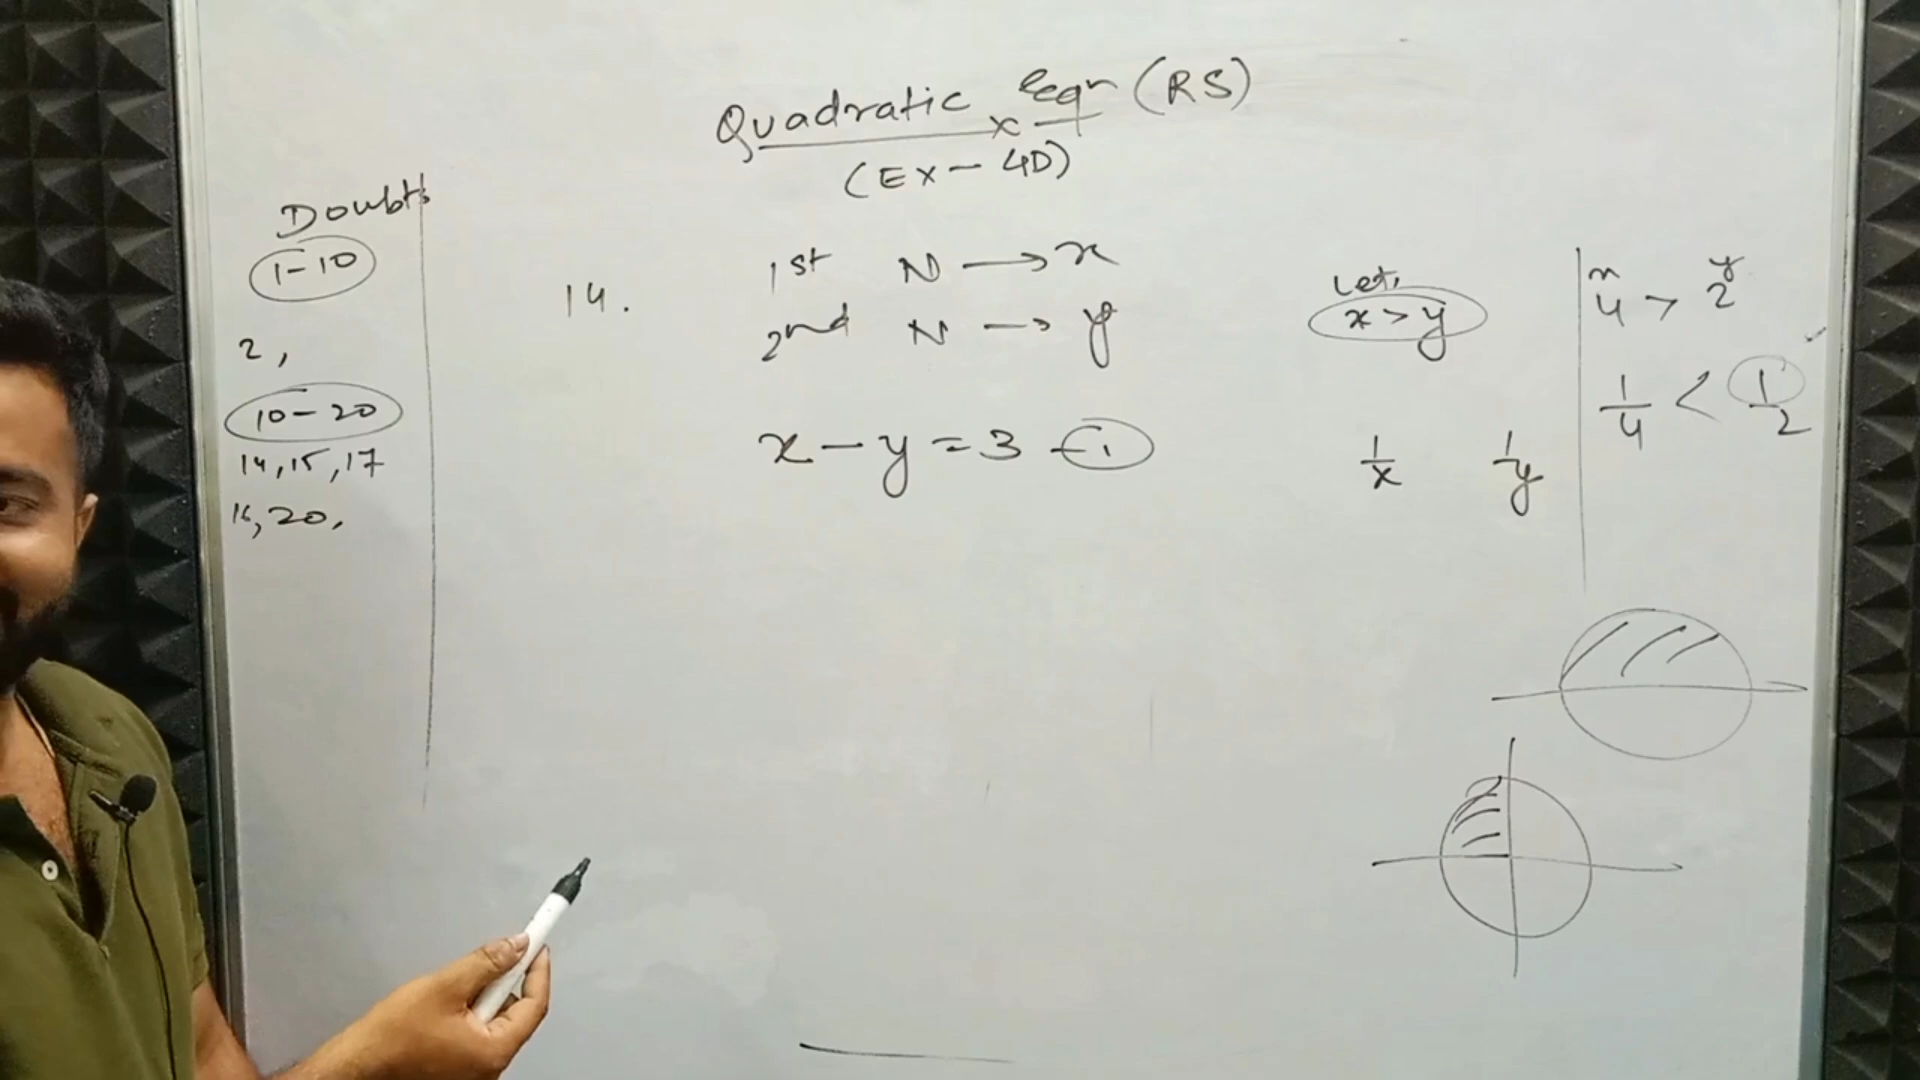 Quadratic Eeqn (RS)
(EX - 4D)
Doubts
1-10
2,
10-20
14, 15, 17
16, 20,
14.
1st N → x
2nd N → y
x - y = 3 - 1
Let,
x > y
1/x 1/y
x y
4 > 2
1/4 < 1/2